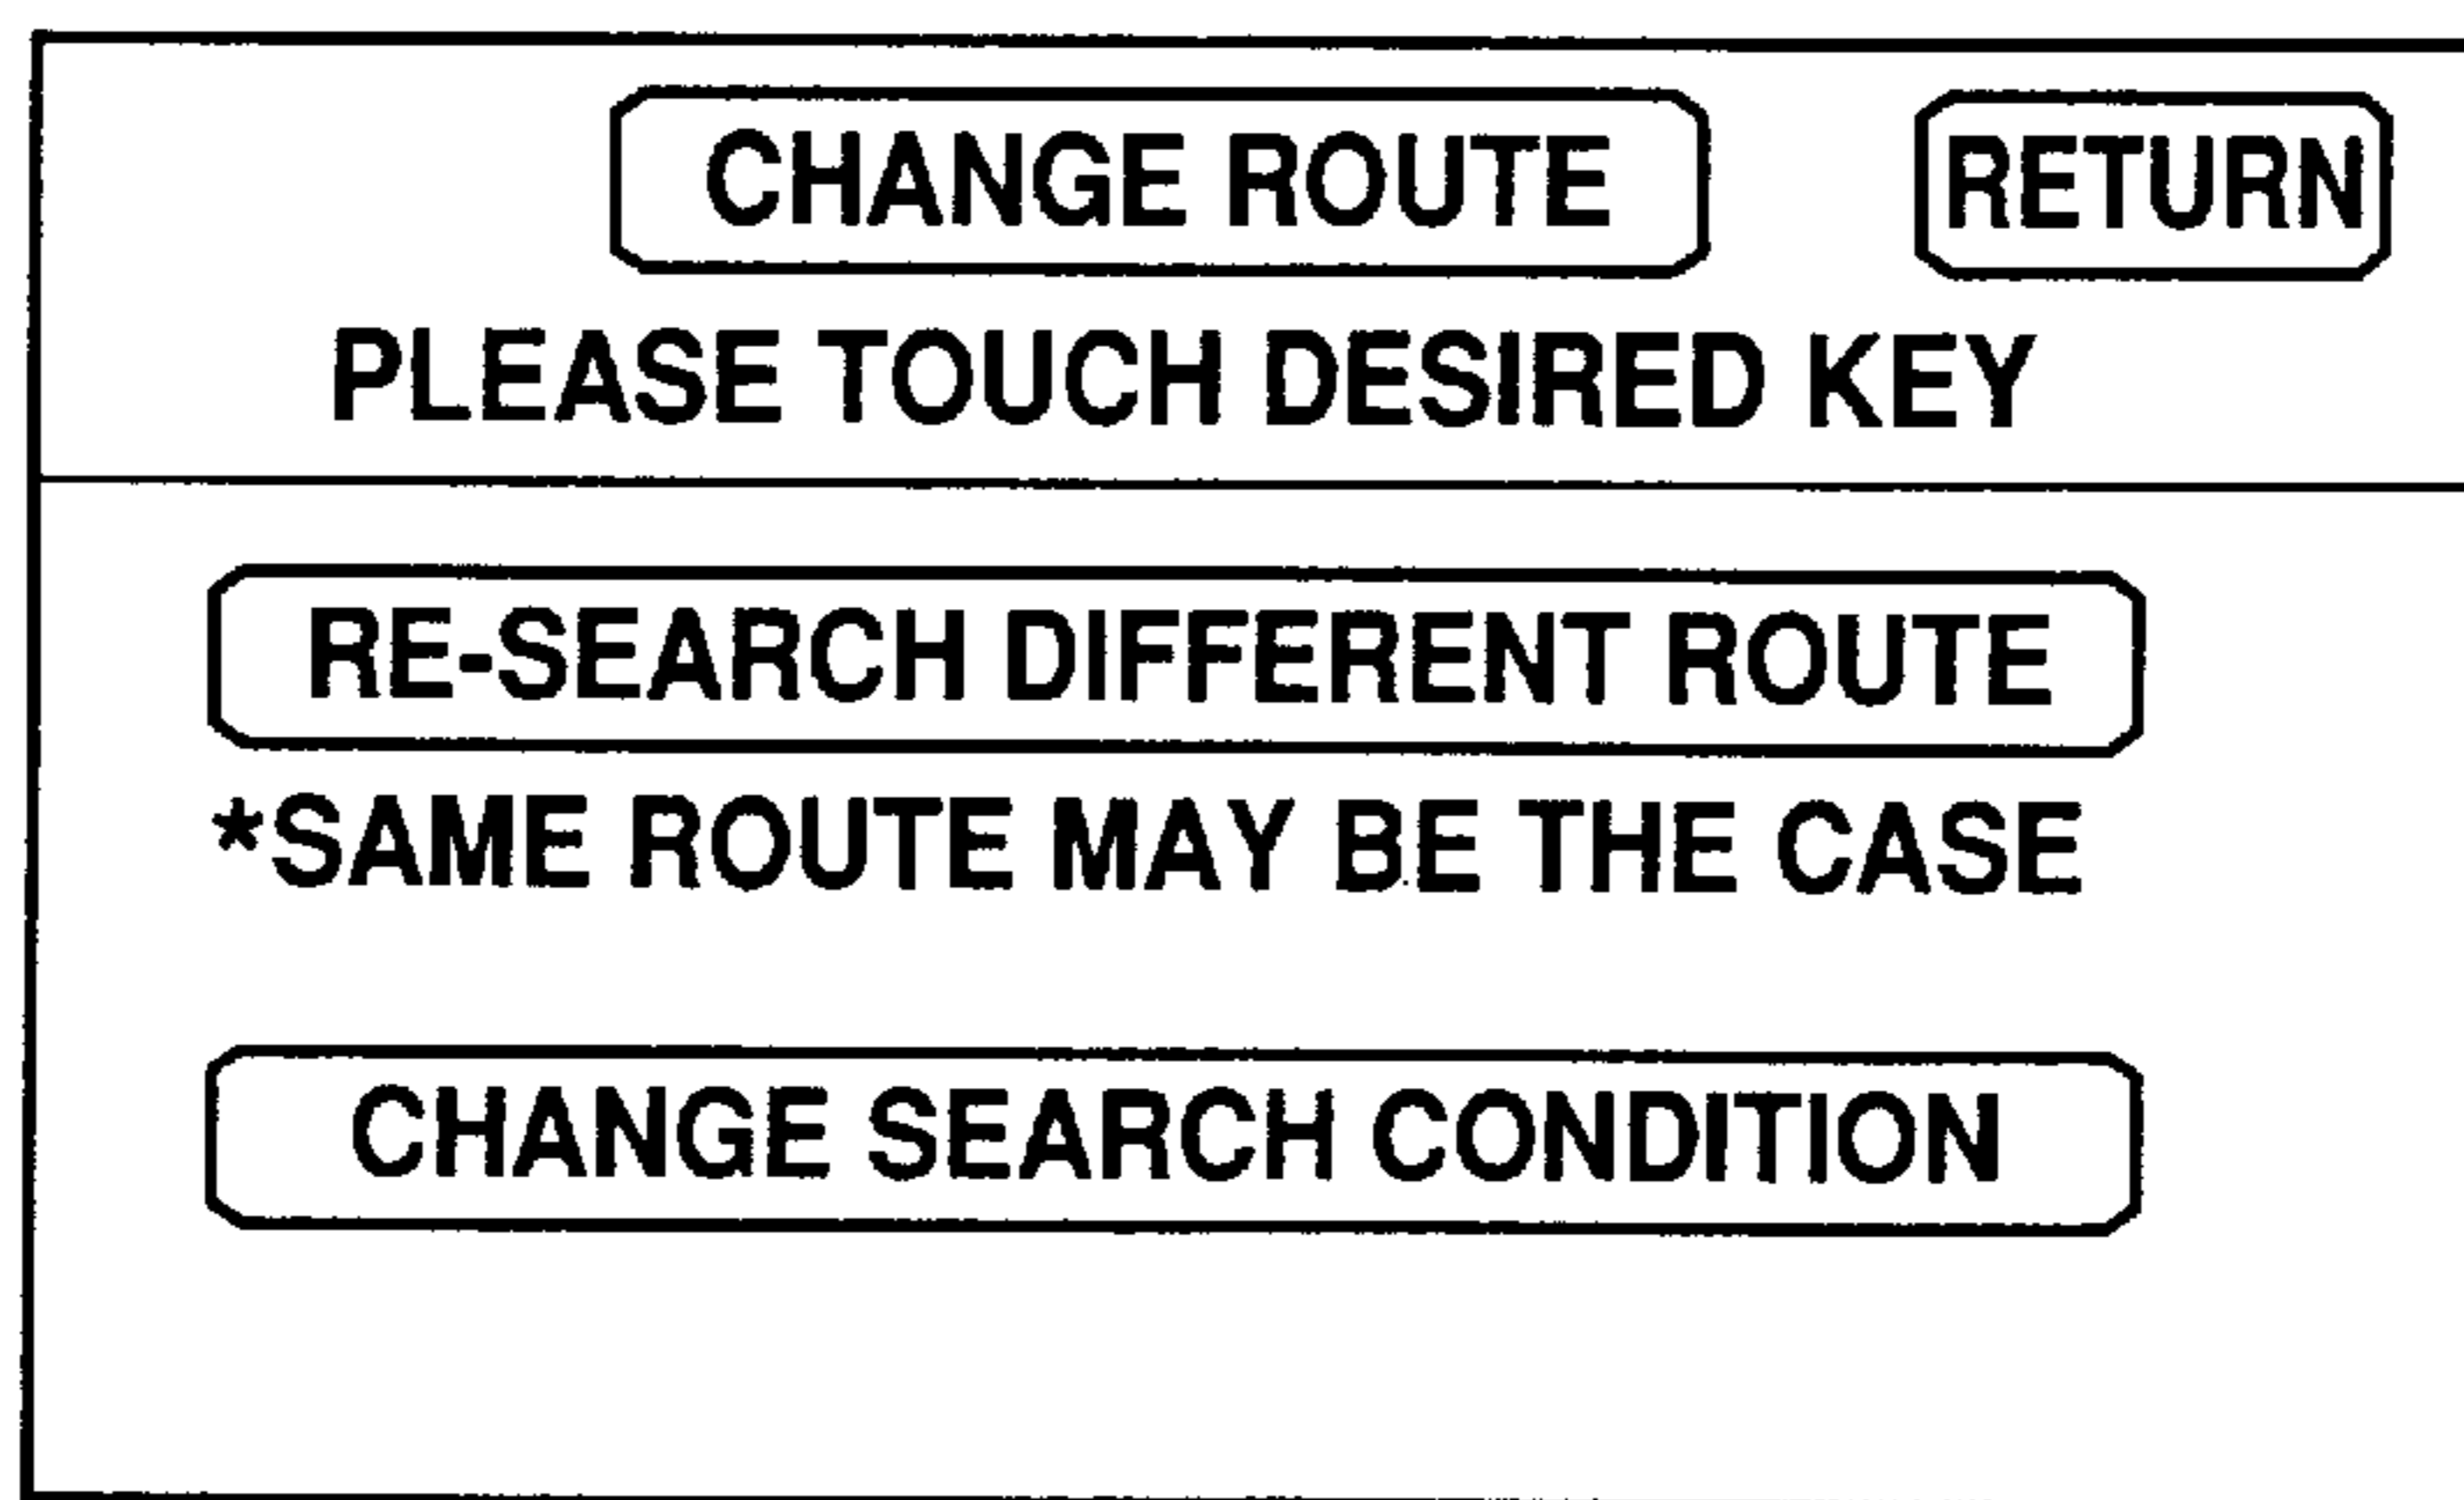 CHANGE ROUTE RETURN
PLEASE TOUCH DESIRED KEY
RE-SEARCH DIFFERENT ROUTE
*SAME ROUTE MAY BE THE CASE
CHANGE SEARCH CONDITION